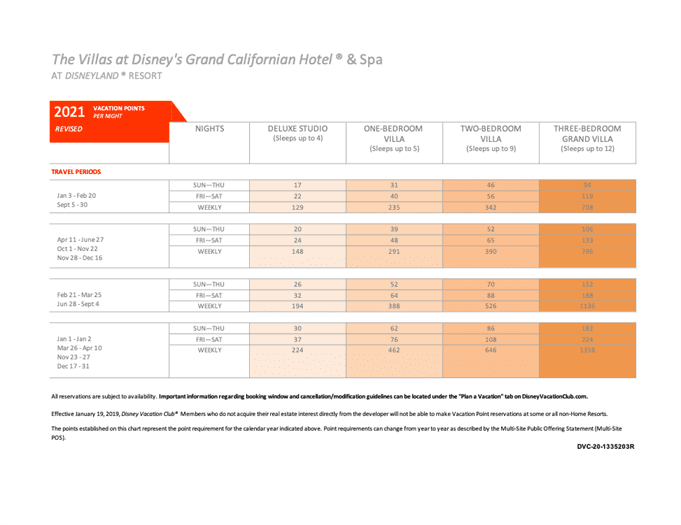 The Villas at Disney's Grand Californian Hotel ® & Spa
AT DISNEYLAND ® RESORT
2021 VACATION POINTS
PER NIGHT
REVISED NIGHTS DELUXE STUDIO ONE-BEDROOM TWO-BEDROOM THREE-BEDROOM
(Sleeps up to 4) VILLA VILLA GRAND VILLA
(Sleeps up to 5) (Sleeps up to 9) (Sleeps up to 12)
TRAVEL PERIODS
SUN—THU 17 31 46 94
Jan 3 - Feb 20 FRI—SAT 22 40 56 119
Sept 5 - 30 WEEKLY 129 235 342 708
SUN—THU 20 39 52 106
Apr 11 - June 27 FRI—SAT 24 48 65 133
Oct 1 - Nov 22 WEEKLY 148 291 390 796
Nov 28 - Dec 16
SUN—THU 26 52 70 152
Feb 21 - Mar 25 FRI—SAT 32 64 88 188
Jun 28 - Sept 4 WEEKLY 194 388 526 1136
SUN—THU 30 62 86 182
Jan 1 - Jan 2 FRI—SAT 37 76 108 224
Mar 26 - Apr 10 WEEKLY 224 462 646 1358
Nov 23 - 27
Dec 17 - 31
All reservations are subject to availability. Important information regarding booking window and cancellation/modification guidelines can be located under the "Plan a Vacation" tab on DisneyVacationClub.com.
Effective January 19, 2019, Disney Vacation Club® Members who do not acquire their real estate interest directly from the developer will not be able to make Vacation Point reservations at some or all non-Home Resorts.
The points established on this chart represent the point requirement for the calendar year indicated above. Point requirements can change from year to year as described by the Multi-Site Public Offering Statement (Multi-Site
POS).
DVC-20-1335203R